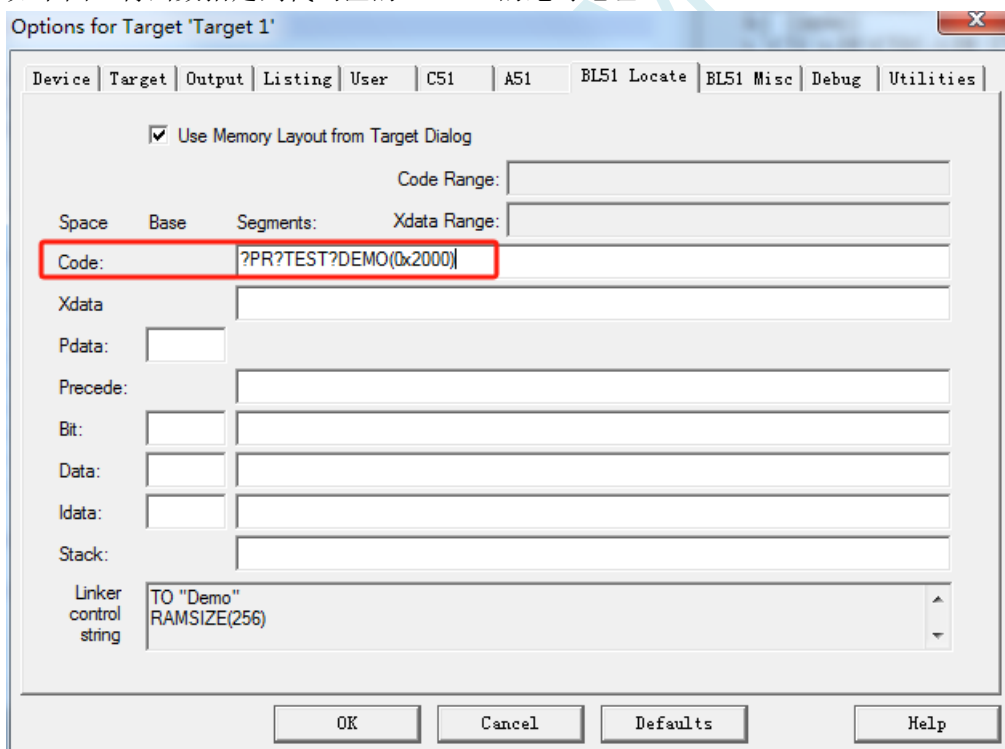 Options for Target 'Target 1'
Device Target Output Listing User C51 A51 BL51 Locate BL51 Misc Debug Utilities
Use Memory Layout from Target Dialog
Code Range:
Space Base Segments: Xdata Range:
Code: ?PR?TEST?DEMO(0x2000)
Xdata
Pdata:
Precede:
Bit:
Data:
Idata:
Stack:
Linker control string
TO "Demo"
RAMSIZE(256)
OK Cancel Defaults Help